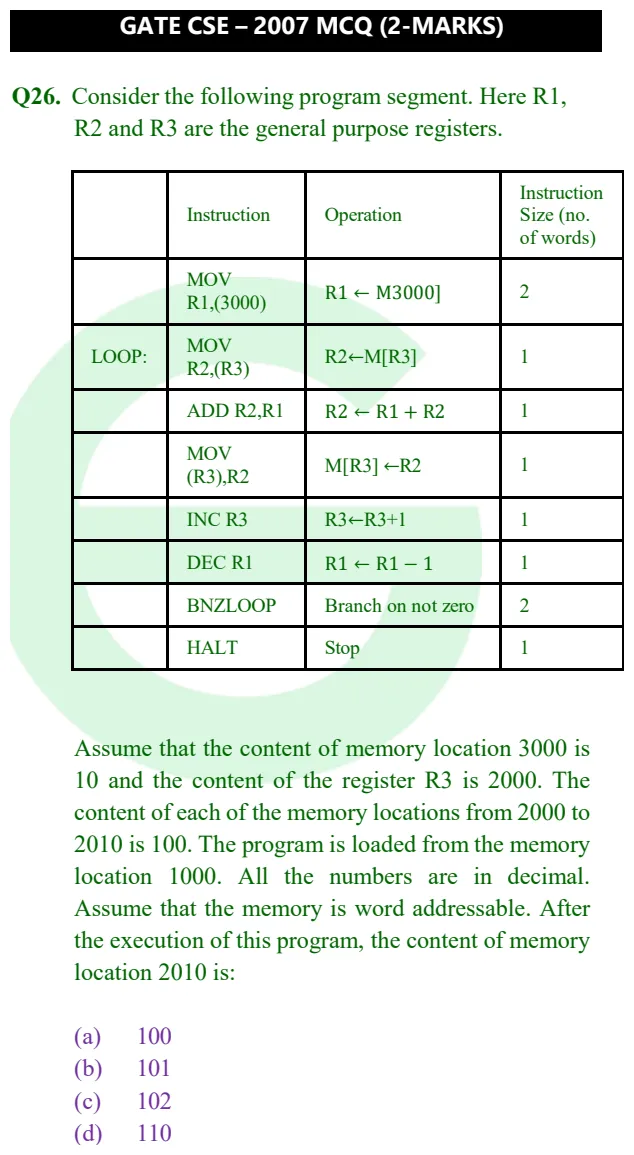 GATE CSE – 2007 MCQ (2-MARKS)
Q26. Consider the following program segment. Here R1,
R2 and R3 are the general purpose registers.
Instruction Operation Instruction
Size (no.
of words)
MOV
R1,(3000) R1 ← M3000] 2
LOOP: MOV
R2,(R3) R2←M[R3] 1
ADD R2,R1 R2 ← R1 + R2 1
MOV
(R3),R2 M[R3] ←R2 1
INC R3 R3←R3+1 1
DEC R1 R1 ← R1 − 1 1
BNZLOOP Branch on not zero 2
HALT Stop 1
Assume that the content of memory location 3000 is
10 and the content of the register R3 is 2000. The
content of each of the memory locations from 2000 to
2010 is 100. The program is loaded from the memory
location 1000. All the numbers are in decimal.
Assume that the memory is word addressable. After
the execution of this program, the content of memory
location 2010 is:
(a) 100
(b) 101
(c) 102
(d) 110